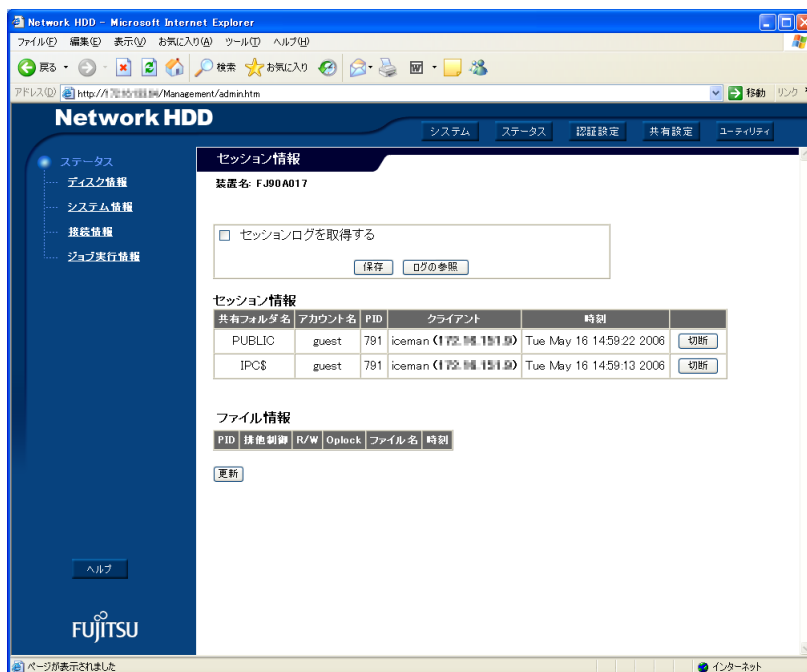 Network HDD - Microsoft Internet Explorer
ファイル(F) 編集(E) 表示(V) お気に入り(A) ツール(T) ヘルプ(H)
戻る 検索 お気に入り
アドレス(D) http:// /Management/admin.htm 移動 リンク
Network HDD
システム ステータス 認証設定 共有設定 ユーティリティ
ステータス
ディスク情報
システム情報
接続情報
ジョブ実行情報
セッション情報
装置名: FJ90A017
セッションログを取得する
保存 ログの参照
セッション情報
共有フォルダ名 アカウント名 PID クライアント 時刻
PUBLIC guest 791 iceman Tue May 16 14:59:22 2006 切断
IPC$ guest 791 iceman Tue May 16 14:59:13 2006 切断
ファイル情報
PID 排他制御 R/W Oplock ファイル名 時刻
更新
ヘルプ
FUJITSU
ページが表示されました インターネット